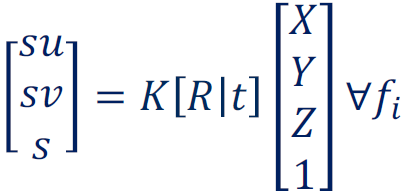 [su sv s] = K[R|t] [X Y Z 1] ∀f_i